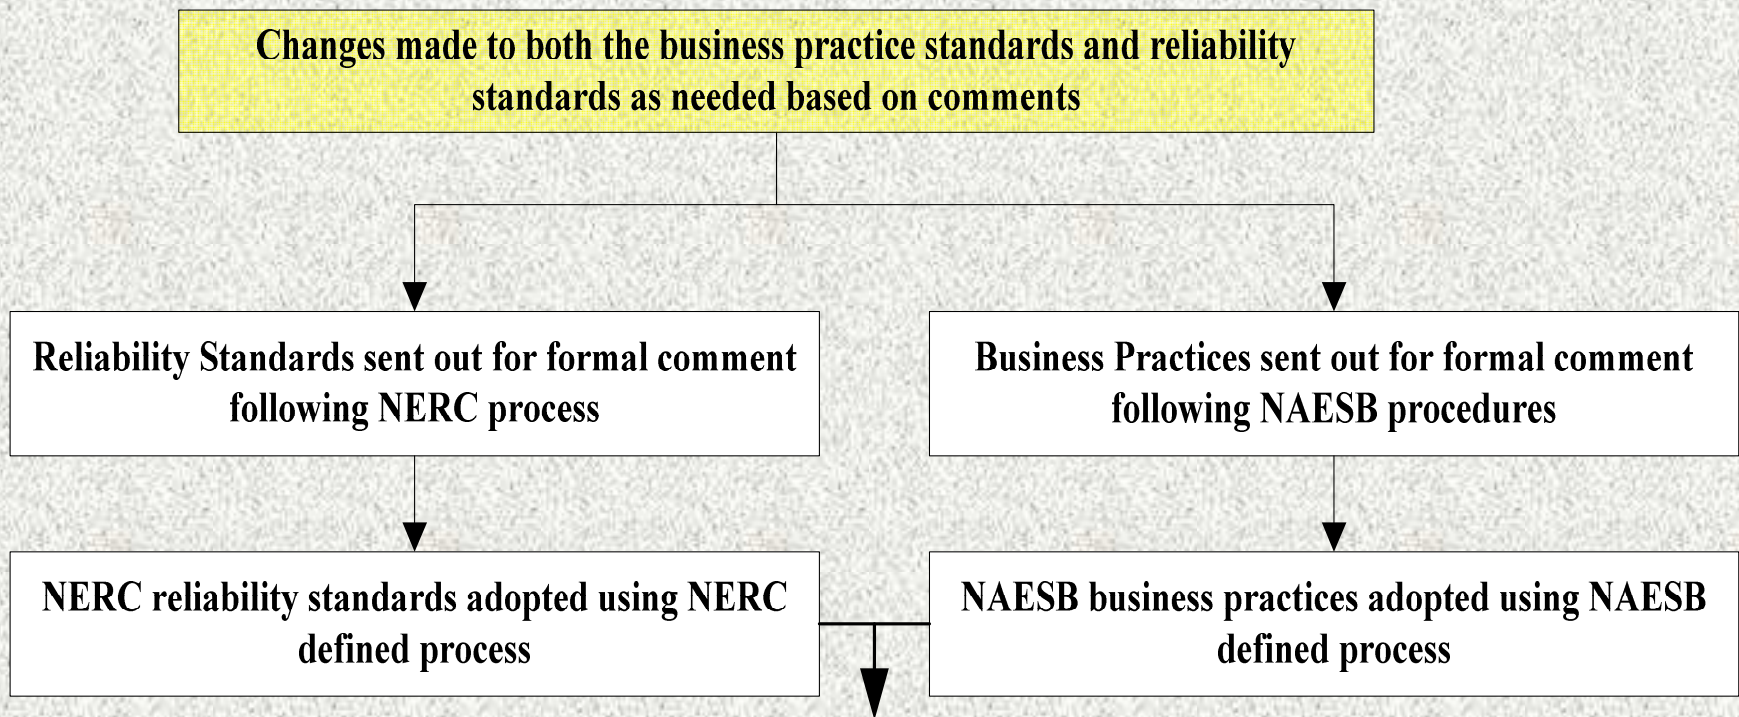 Changes made to both the business practice standards and reliability
standards as needed based on comments
Reliability Standards sent out for formal comment
following NERC process
Business Practices sent out for formal comment
following NAESB procedures
NERC reliability standards adopted using NERC
defined process
NAESB business practices adopted using NAESB
defined process